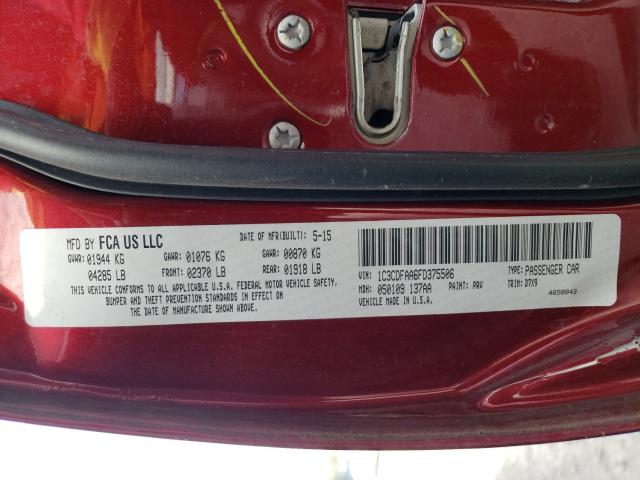 MFD BY FCA US LLC DATE OF MFR(BUILT): 5-15
GVWR: 01944 KG GAWR: 01076 KG GAWR: 00870 KG
04285 LB FRONT: 02370 LB REAR: 01918 LB
THIS VEHICLE CONFORMS TO ALL APPLICABLE U.S.A. FEDERAL MOTOR VEHICLE SAFETY,
BUMPER AND THEFT PREVENTION STANDARDS IN EFFECT ON
THE DATE OF MANUFACTURE SHOWN ABOVE.
VIN: 1C3CDFAA6FD375506 TYPE: PASSENGER CAR
MDH: 050109 137AA PAINT: PRV TRIM: D7X9
VEHICLE MADE IN U.S.A. 4658843